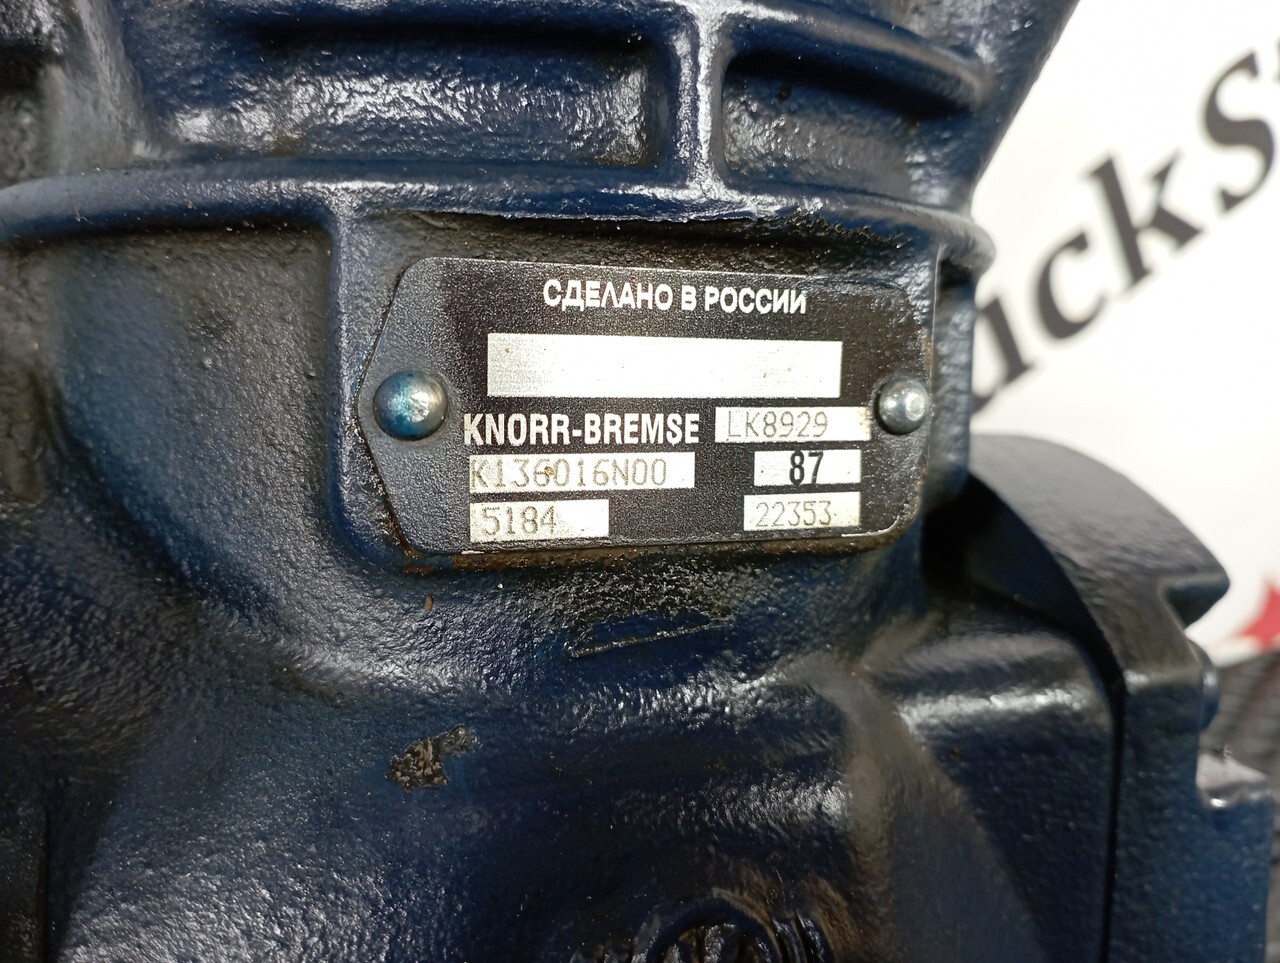 СДЕЛАНО В РОССИИ
KNORR-BREMSE LK8929
K136016N00 87
5184 22353